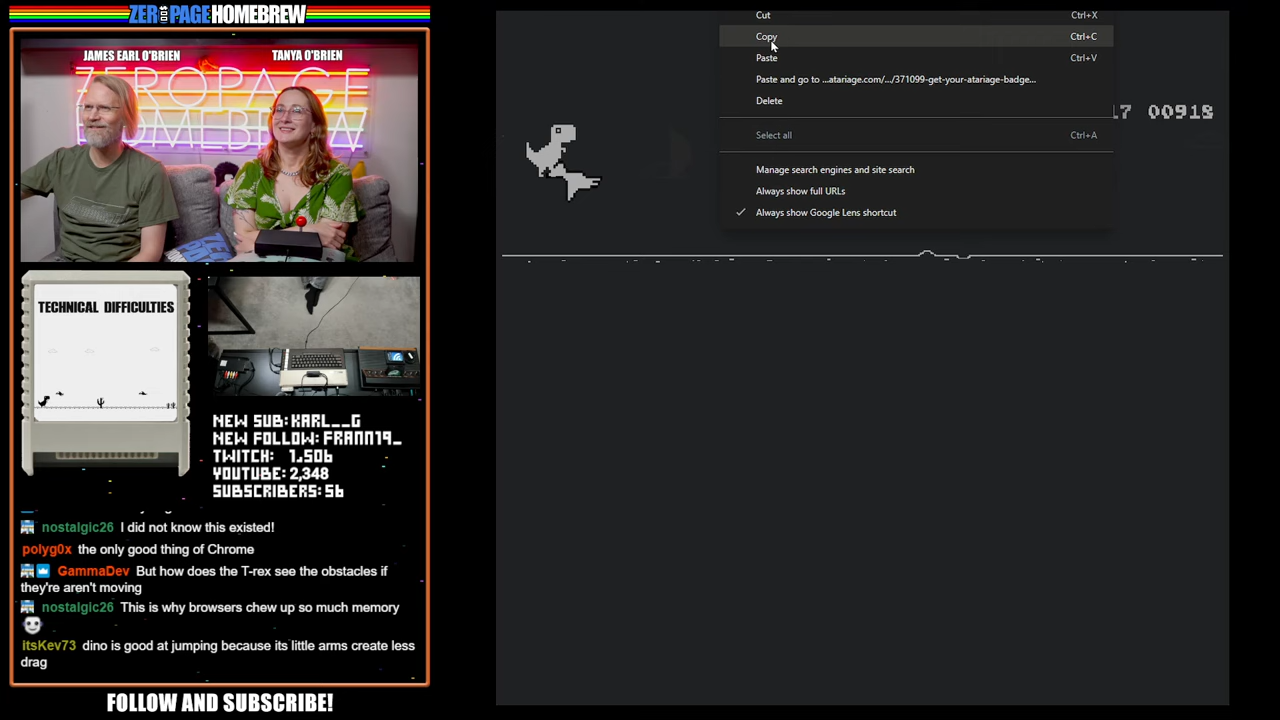 ZEROPAGE HOMEBREW
JAMES EARL O'BRIEN
TANYA O'BRIEN
ZEROPAGE
HOMEBREW
TECHNICAL DIFFICULTIES
NEW SUB: KARL__G
NEW FOLLOW: FRANN19_
TWITCH: 1,506
YOUTUBE: 2,348
SUBSCRIBERS: 56
nostalgic26 I did not know this existed!
polyg0x the only good thing of Chrome
GammaDev But how does the T-rex see the obstacles if
they're aren't moving
nostalgic26 This is why browsers chew up so much memory
itsKev73 dino is good at jumping because its little arms create less
drag
FOLLOW AND SUBSCRIBE!
Cut Ctrl+X
Copy Ctrl+C
Paste Ctrl+V
Paste and go to ...atariage.com/.../371099-get-your-atariage-badge...
Delete
Select all Ctrl+A
Manage search engines and site search
Always show full URLs
Always show Google Lens shortcut
17 00918